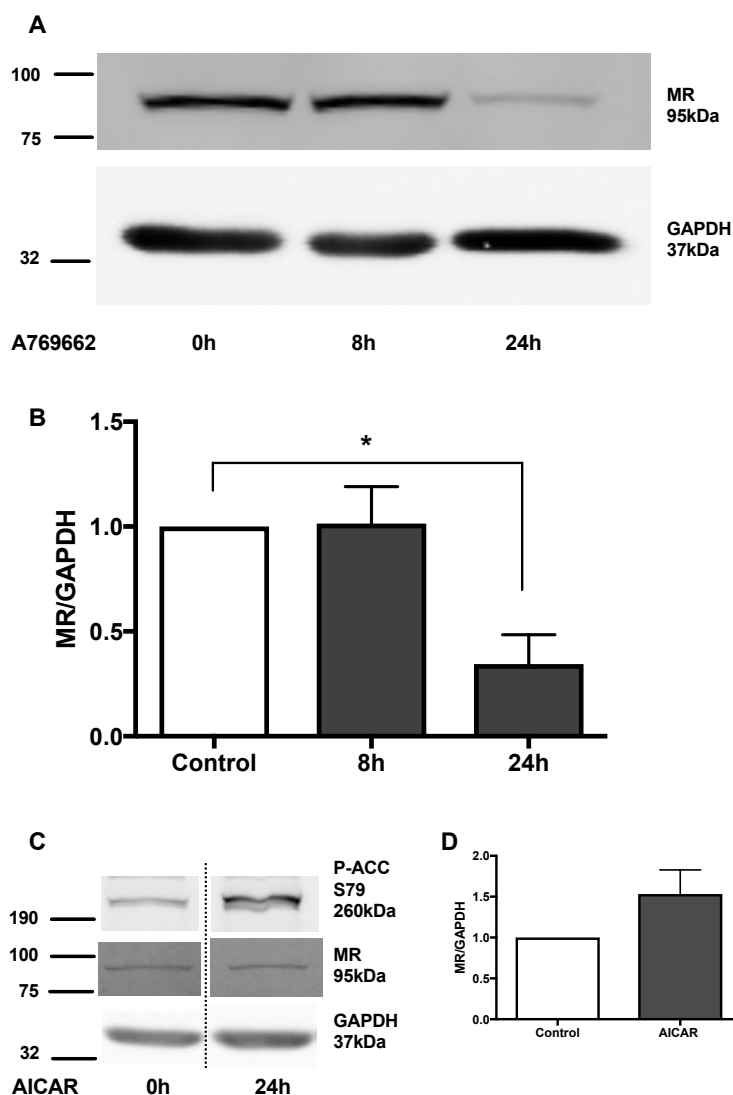 A
100
75
MR
95kDa
32
GAPDH
37kDa
A769662 0h 8h 24h
B
MR/GAPDH
1.5
1.0
0.5
0.0
*
Control 8h 24h
C
190
100
75
32
P-ACC
S79
260kDa
MR
95kDa
GAPDH
37kDa
AICAR 0h 24h
D
MR/GAPDH
2.0
1.5
1.0
0.5
0.0
Control AICAR